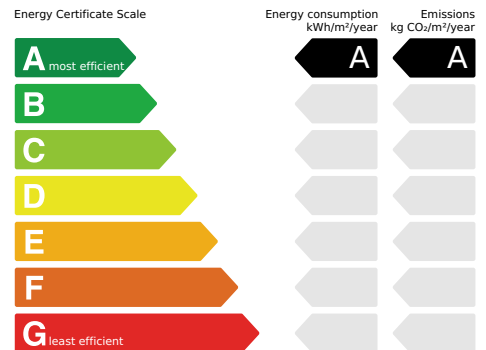 Energy Certificate Scale
Energy consumption
kWh/m²/year
Emissions
kg CO₂/m²/year
A most efficient
A
A
B
C
D
E
F
G least efficient